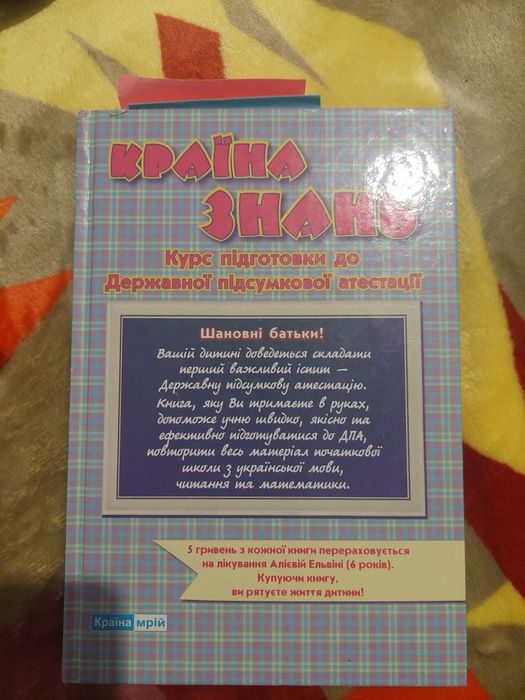 КРАЇНА
ЗНАНЬ
Курс підготовки до
Державної підсумкової атестації
Шановні батьки!
Вашій дитині доведеться складати
перший важливий іспит —
Державну підсумкову атестацію.
Книга, яку Ви тримаєте в руках,
допоможе учню швидко, якісно та
ефективно підготуватися до ДПА,
повторити весь матеріал початкової
школи з української мови,
читання та математики.
5 гривень з кожної книги перераховується
на лікування Алієвій Ельвіні (6 років).
Купуючи книгу,
ви рятуєте життя дитини!
Країна мрій